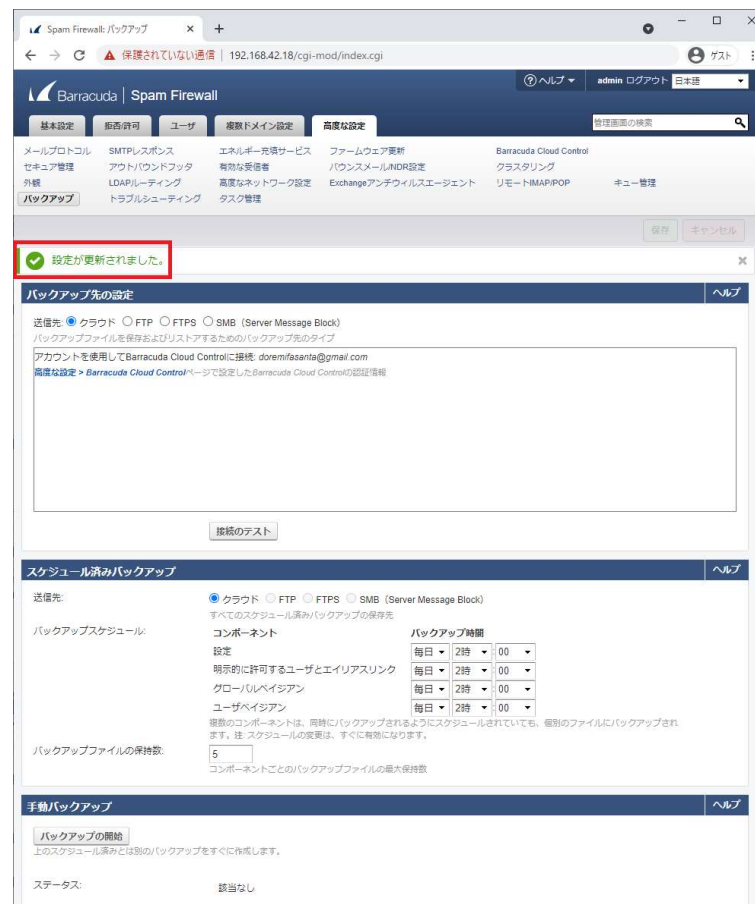 Spam Firewall: バックアップ
保護されていない通信 | 192.168.42.18/cgi-mod/index.cgi
ゲスト
Barracuda | Spam Firewall
ヘルプ
admin ログアウト
日本語
基本設定 拒否/許可 ユーザ 複数ドメイン設定 高度な設定
管理画面の検索
メールプロトコル SMTPレスポンス エネルギー充填サービス ファームウェア更新 Barracuda Cloud Control
セキュア管理 アウトバウンドフッタ 有効な受信者 バウンスメール/NDR設定 クラスタリング
外観 LDAPルーティング 高度なネットワーク設定 Exchangeアンチウィルスエージェント リモートIMAP/POP キュー管理
バックアップ トラブルシューティング タスク管理
保存 キャンセル
設定が更新されました。
バックアップ先の設定 ヘルプ
送信先: クラウド FTP FTPS SMB (Server Message Block)
バックアップファイルを保存およびリストアするためのバックアップ先のタイプ
アカウントを使用してBarracuda Cloud Controlに接続: doremifasanta@gmail.com
高度な設定 > Barracuda Cloud Controlページで設定したBarracuda Cloud Controlの認証情報
接続のテスト
スケジュール済みバックアップ ヘルプ
送信先: クラウド FTP FTPS SMB (Server Message Block)
すべてのスケジュール済みバックアップの保存先
バックアップスケジュール: コンポーネント バックアップ時間
設定 毎日 2時 : 00
明示的に許可するユーザとエイリアスリンク 毎日 2時 : 00
グローバルベイジアン 毎日 2時 : 00
ユーザベイジアン 毎日 2時 : 00
複数のコンポーネントは、同時にバックアップされるようにスケジュールされていても、個別のファイルにバックアップされ
ます。注 スケジュールの変更は、すぐに有効になります。
バックアップファイルの保持数: 5
コンポーネントごとのバックアップファイルの最大保持数
手動バックアップ ヘルプ
バックアップの開始
上のスケジュール済みとは別のバックアップをすぐに作成します。
ステータス: 該当なし